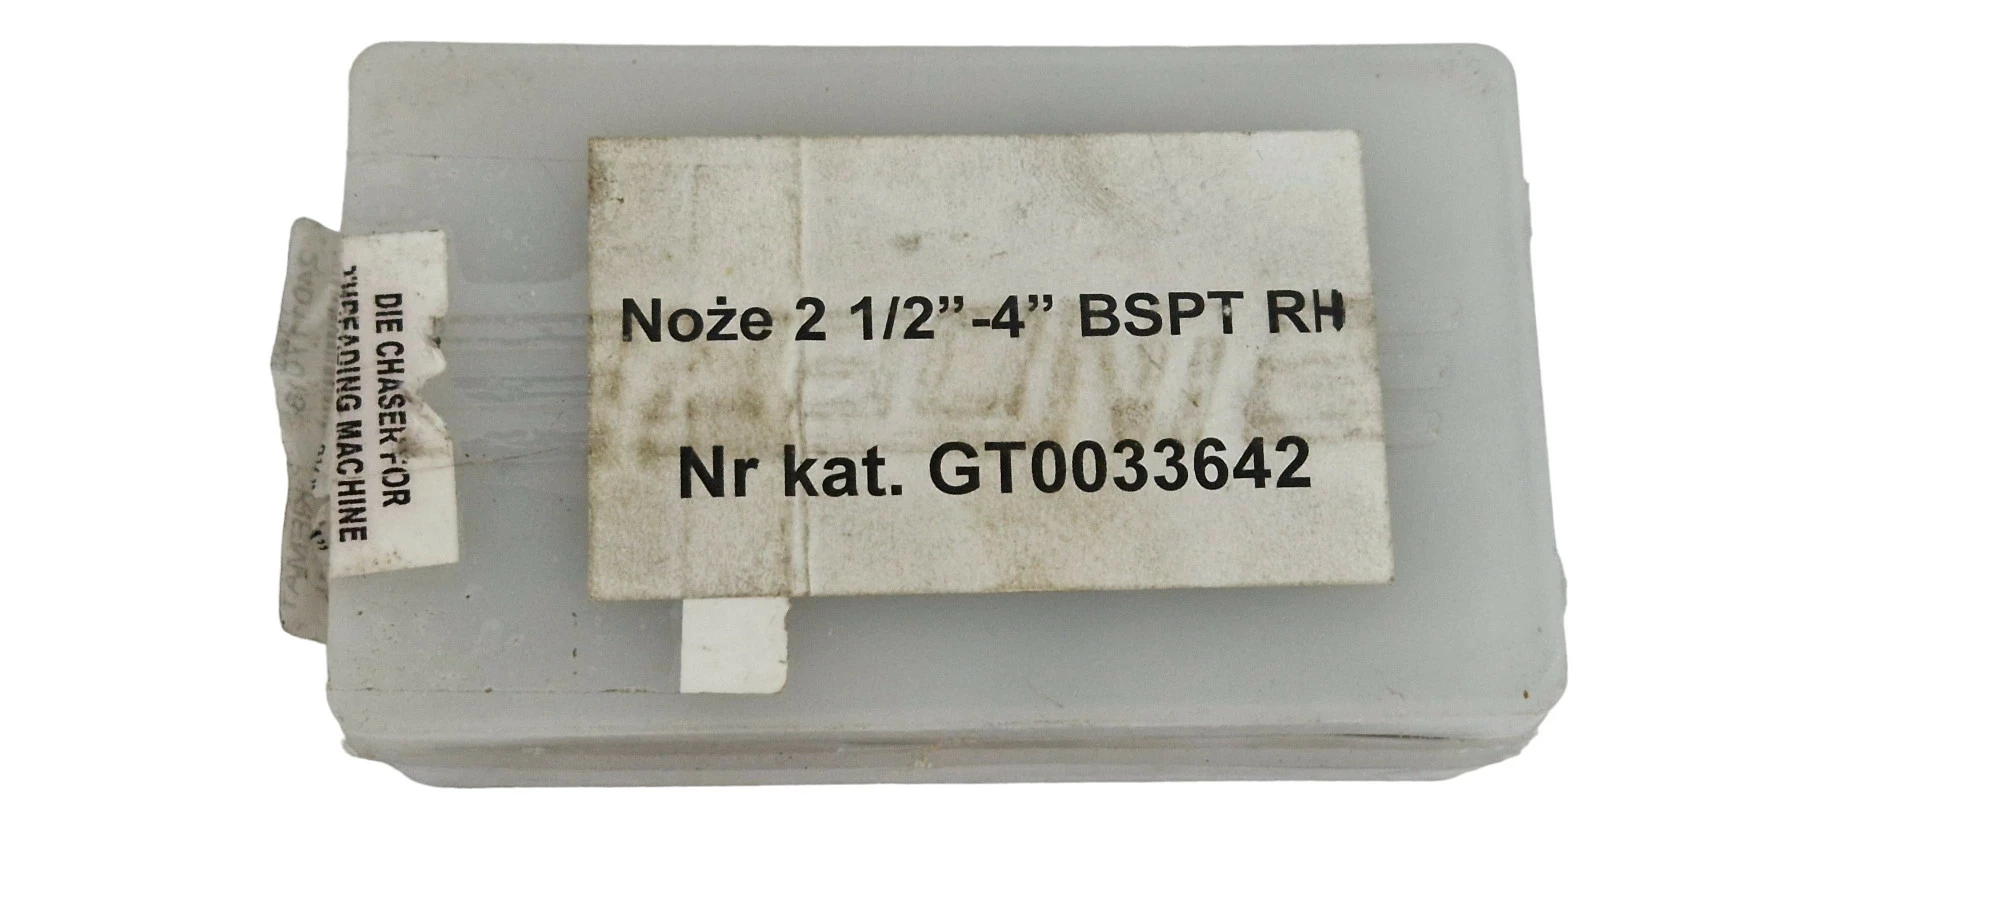 Noże 2 1/2”-4” BSPT RH
Nr kat. GT0033642
DIE CHASER FOR
THREADING MACHINE